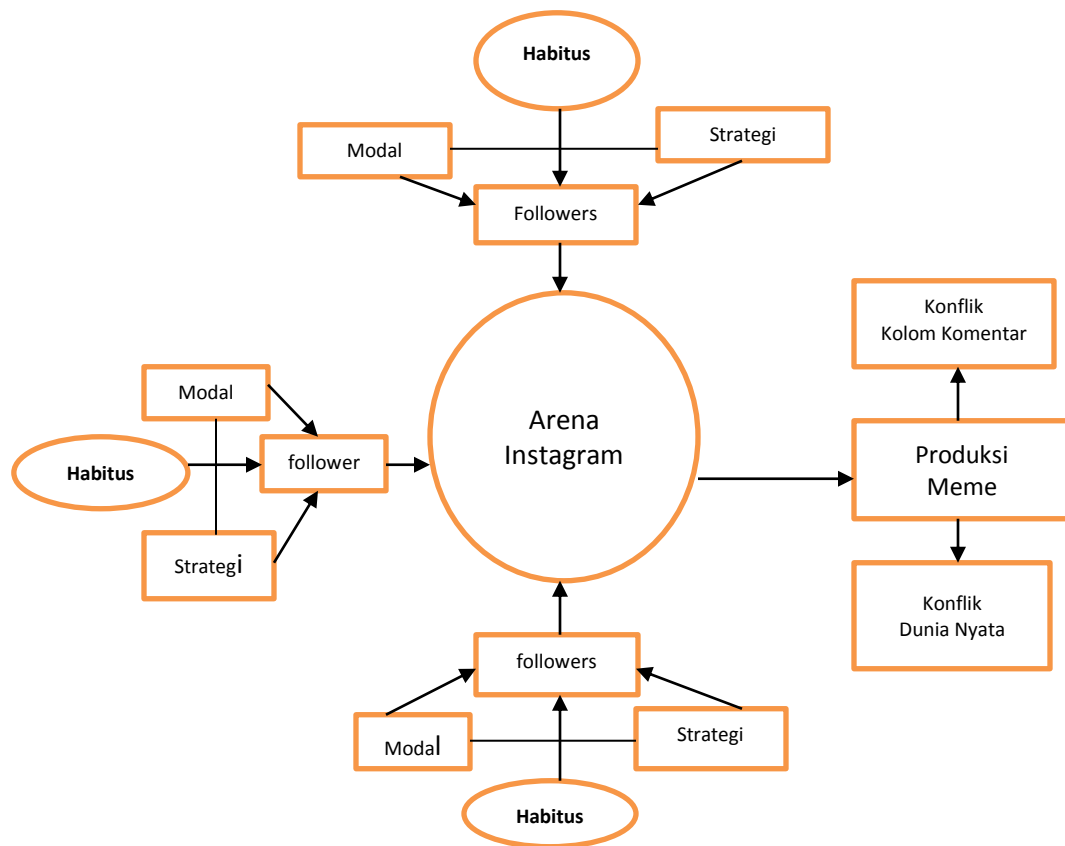 Habitus
Modal
Strategi
Followers
Konflik
Kolom Komentar
Modal
Arena
Instagram
Habitus
follower
Produksi
Meme
Strategi
Konflik
Dunia Nyata
followers
Modal
Strategi
Habitus